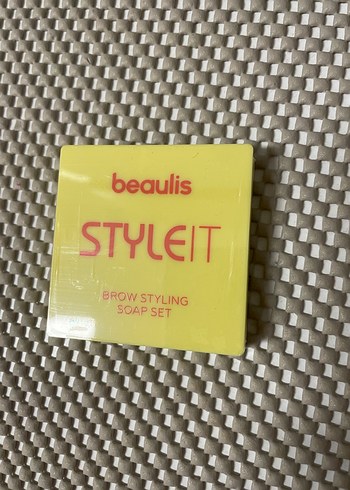 beaulis
STYLEIT
BROW STYLING
SOAP SET